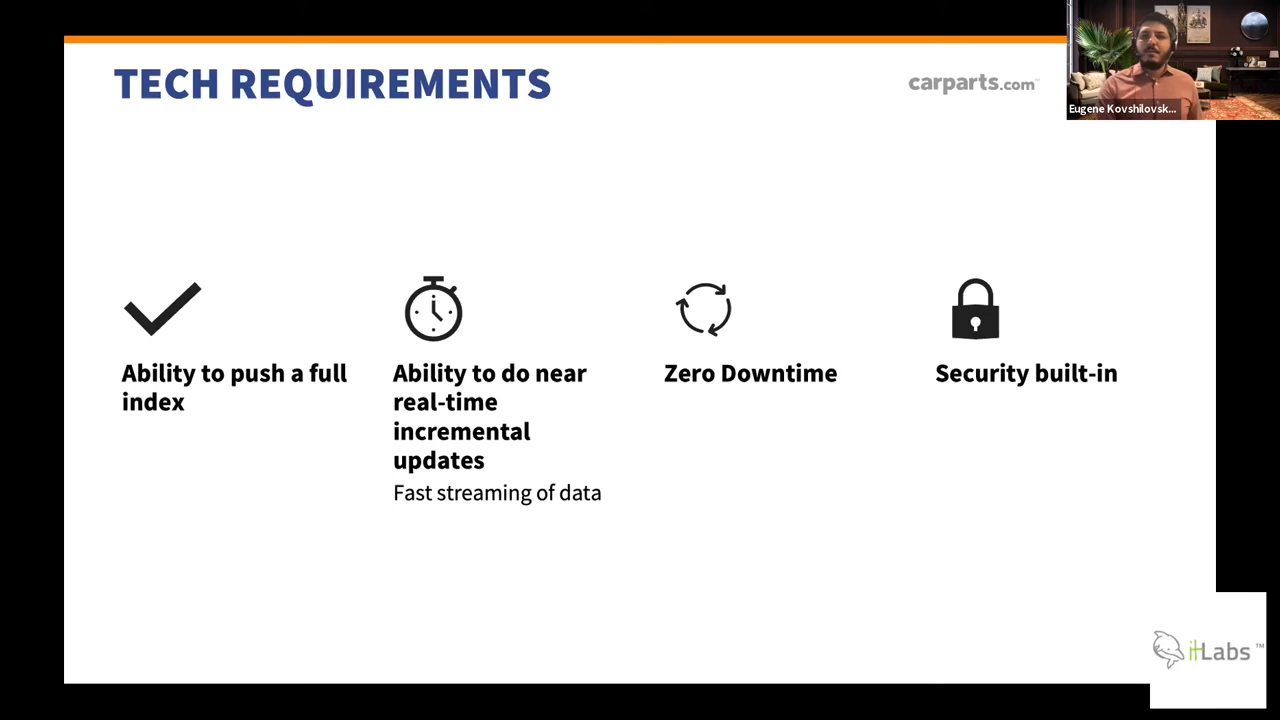 TECH REQUIREMENTS
carparts.com
Eugene Kovshilovsk...
Ability to push a full
index
Ability to do near
real-time
incremental
updates
Fast streaming of data
Zero Downtime
Security built-in
itLabs™